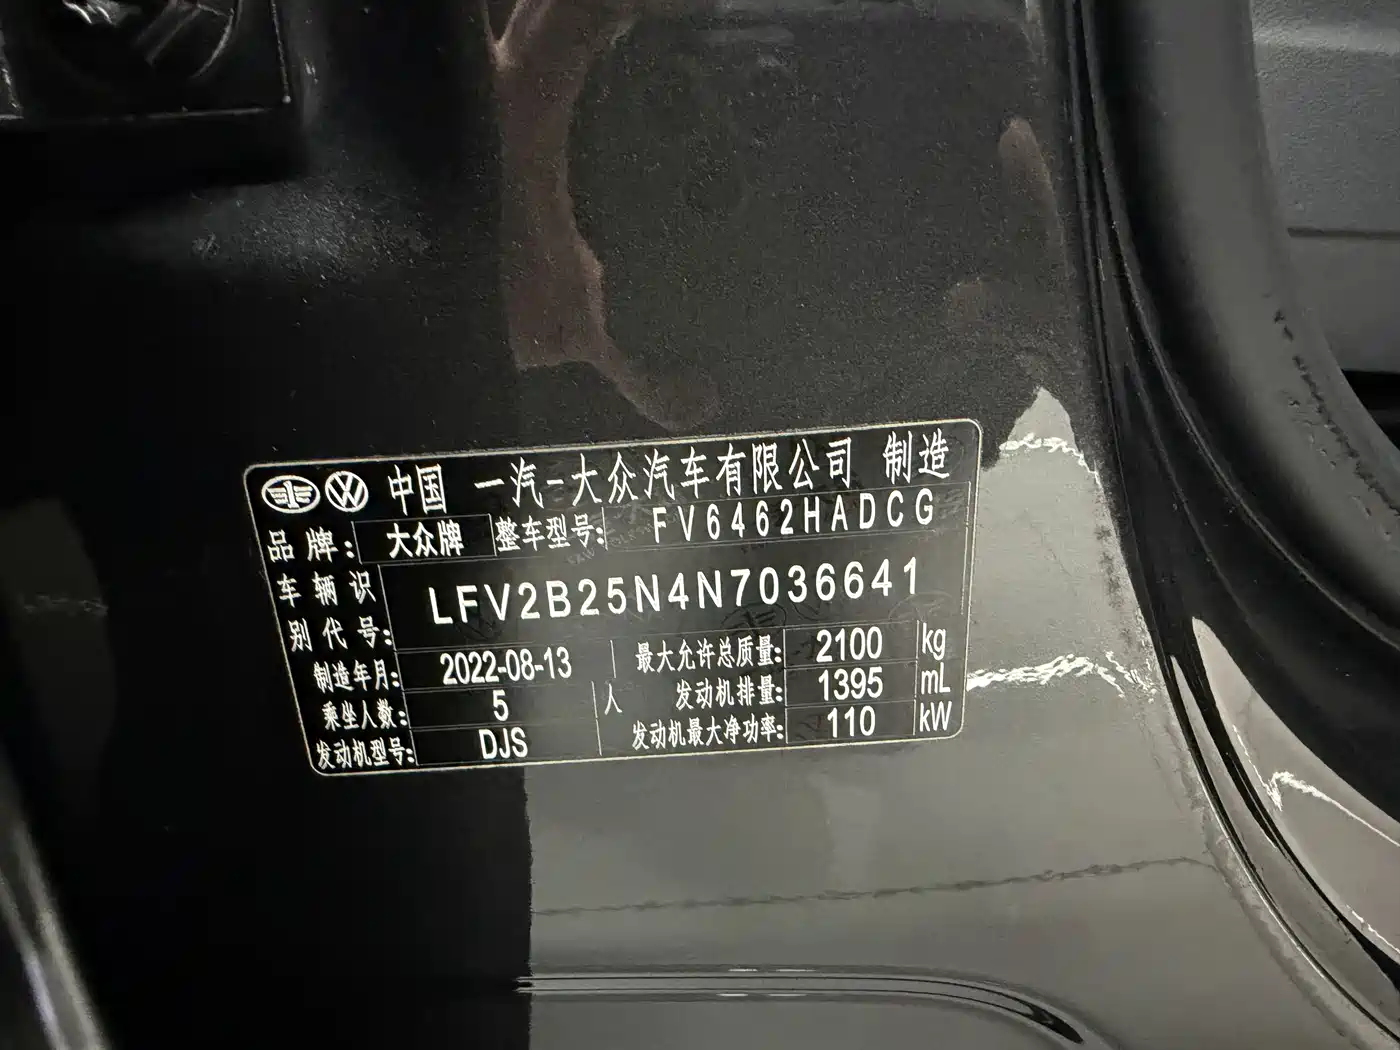 中国 一汽-大众汽车有限公司 制造
品牌: 大众牌 整车型号: FV6462HADCG
车辆识别代号: LFV2B25N4N7036641
制造年月: 2022-08-13 最大允许总质量: 2100 kg
乘坐人数: 5 人 发动机排量: 1395 mL
发动机型号: DJS 发动机最大净功率: 110 kW